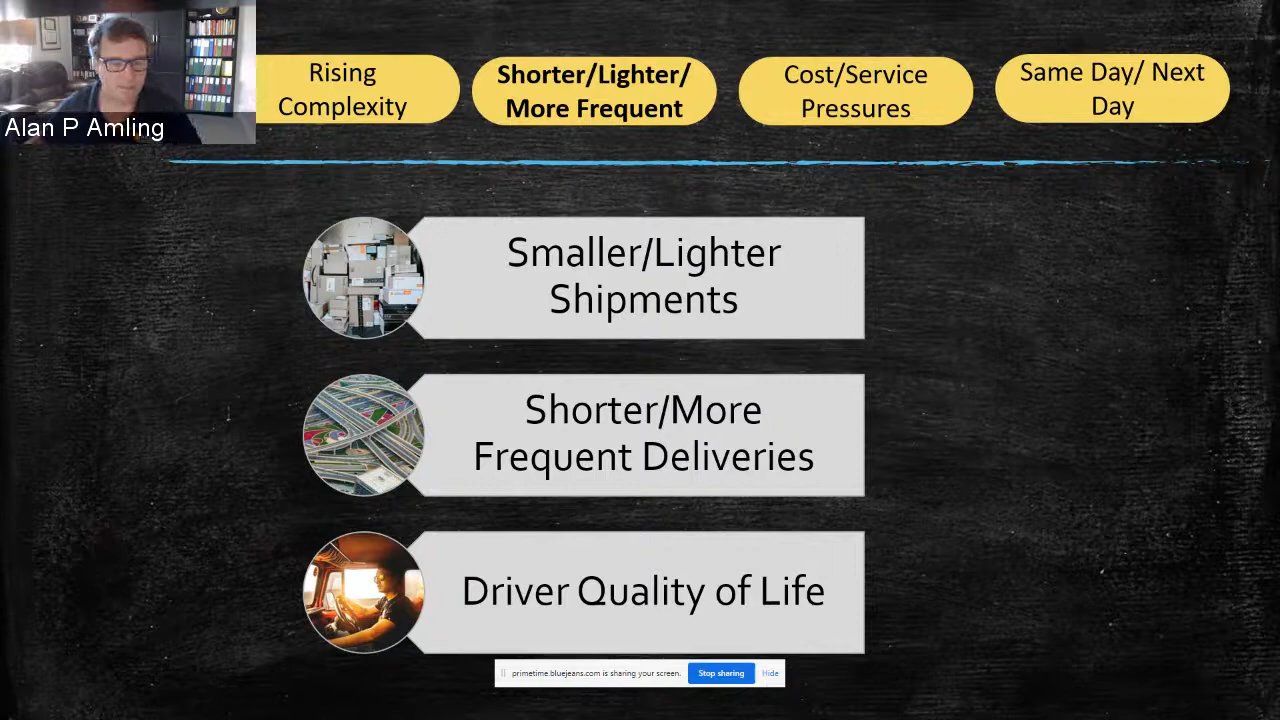 Alan P Amling
Rising
Complexity
Shorter/Lighter/
More Frequent
Cost/Service
Pressures
Same Day/ Next
Day
Smaller/Lighter
Shipments
Shorter/More
Frequent Deliveries
Driver Quality of Life
primetime.bluejeans.com is sharing your screen.
Stop sharing
Hide